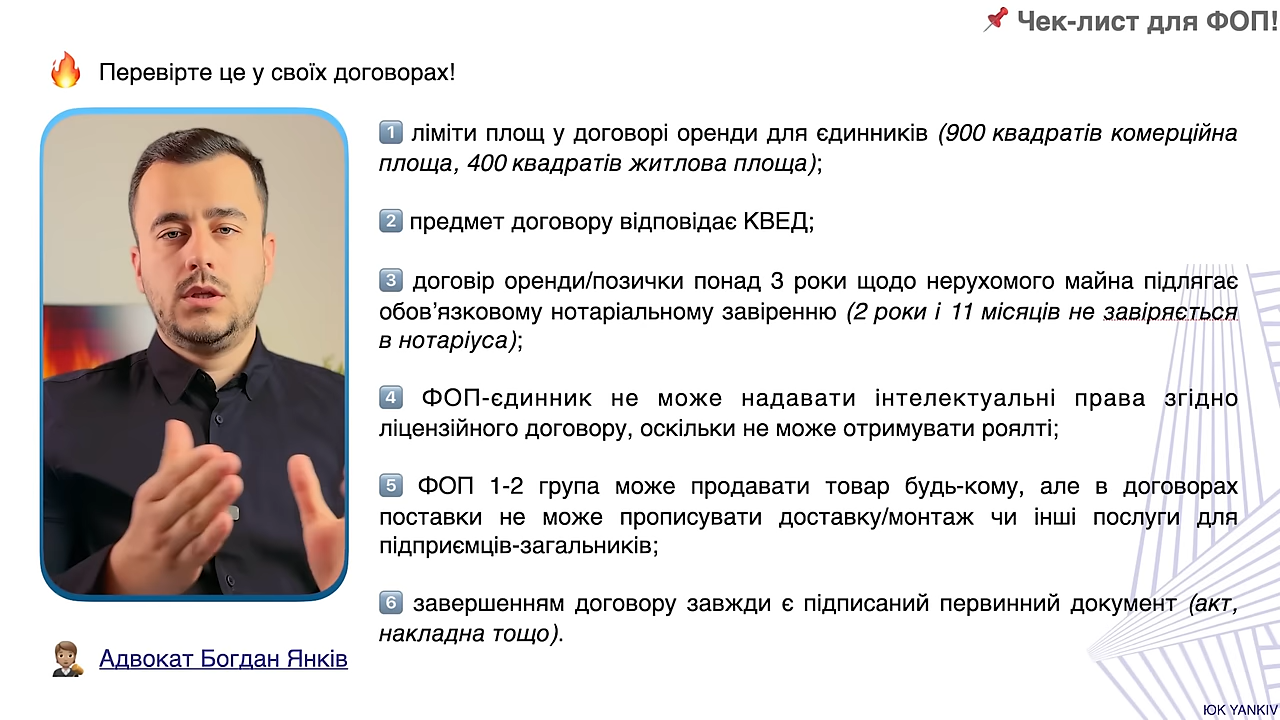 📌 Чек-лист для ФОП!
🔥 Перевірте це у своїх договорах!
1️⃣ ліміти площ у договорі оренди для єдинників (900 квадратів комерційна
площа, 400 квадратів житлова площа);
2️⃣ предмет договору відповідає КВЕД;
3️⃣ договір оренди/позички понад 3 роки щодо нерухомого майна підлягає
обов’язковому нотаріальному завіренню (2 роки і 11 місяців не завіряється
в нотаріуса);
4️⃣ ФОП-єдинник не може надавати інтелектуальні права згідно
ліцензійного договору, оскільки не може отримувати роялті;
5️⃣ ФОП 1-2 група може продавати товар будь-кому, але в договорах
поставки не може прописувати доставку/монтаж чи інші послуги для
підприємців-загальників;
6️⃣ завершенням договору завжди є підписаний первинний документ (акт,
накладна тощо).
Адвокат Богдан Янків
ЮК YANKIV